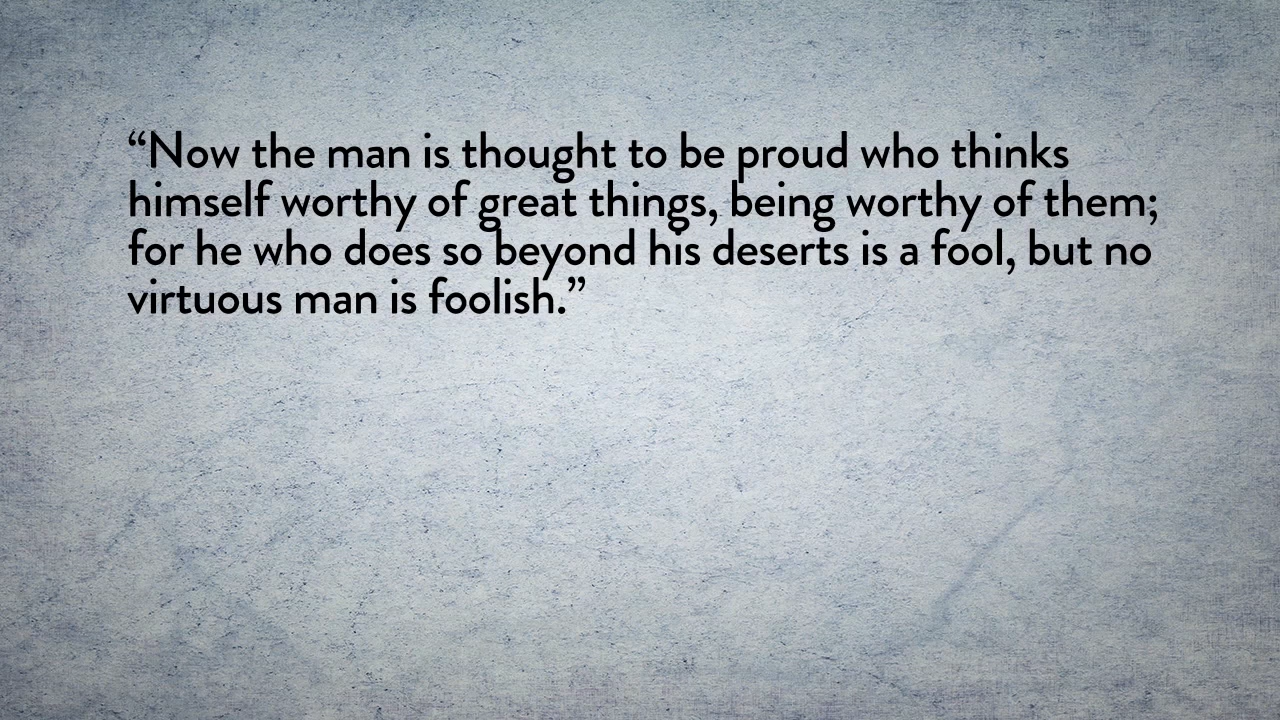 “Now the man is thought to be proud who thinks
himself worthy of great things, being worthy of them;
for he who does so beyond his deserts is a fool, but no
virtuous man is foolish.”